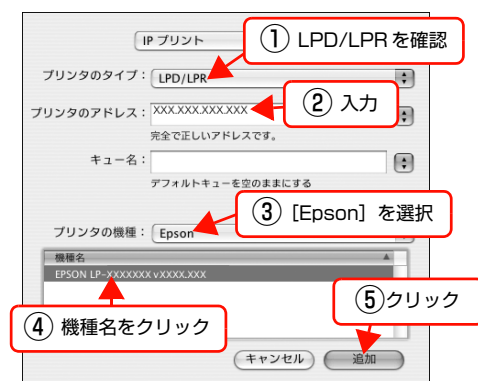 IP プリント
① LPD/LPR を確認
プリンタのタイプ： LPD/LPR
プリンタのアドレス： XXX.XXX.XXX.XXX
② 入力
完全で正しいアドレスです。
キュー名：
デフォルトキューを空のままにする
③ [Epson] を選択
プリンタの機種： Epson
機種名
EPSON LP-XXXXXXX vXXXX.XXX
⑤クリック
④ 機種名をクリック
キャンセル 追加